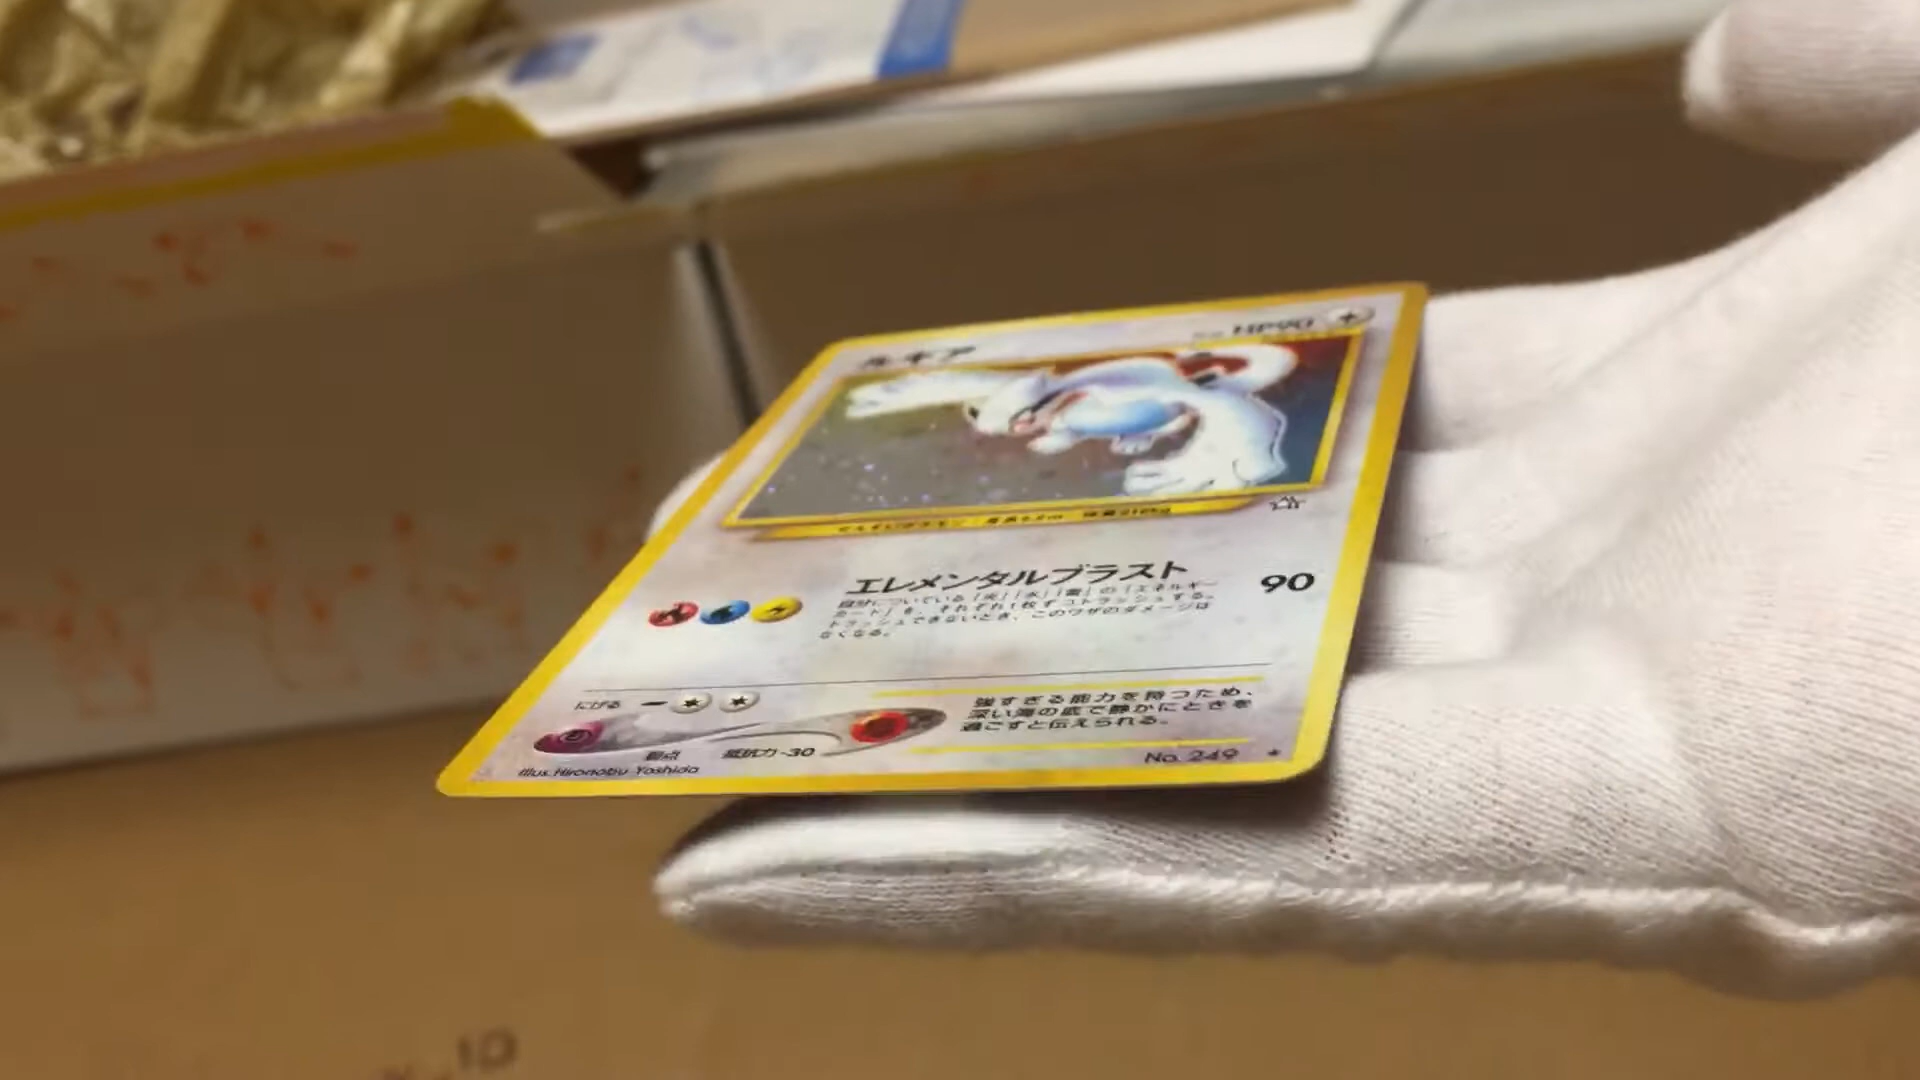 ルギア
HP90
エレメンタルブラスト
90
自分についている「火」「水」「雷」の「エネルギー
カード」を、それぞれ1枚ずつトラッシュする。
トラッシュできないとき、このワザのダメージは
なくなる。
にげる
弱点
抵抗力 -30
強すぎる能力を持つため、
深い海の底で静かにときを
過ごすと伝えられる。
Illus. Hironobu Yoshida
No. 249 ★